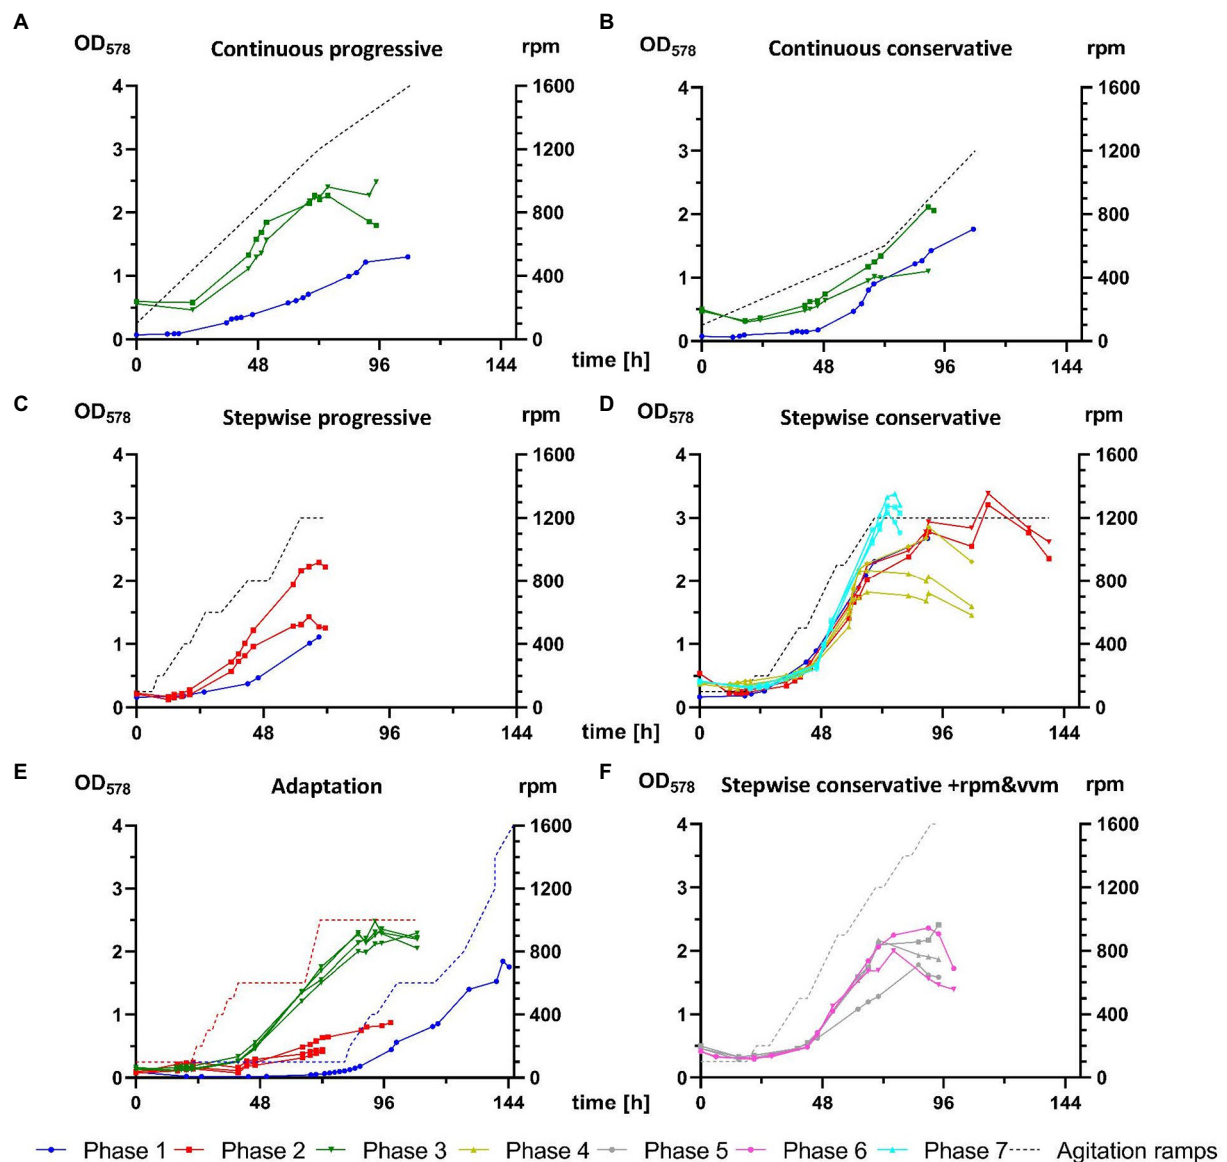 A
OD578 Continuous progressive rpm
4 1600
3 1200
2 800
1 400
0 0
0 48 96 144
time [h]
B
OD578 Continuous conservative rpm
4 1600
3 1200
2 800
1 400
0 0
0 48 96 144
C
OD578 Stepwise progressive rpm
4 1600
3 1200
2 800
1 400
0 0
0 48 96 144
time [h]
D
OD578 Stepwise conservative rpm
4 1600
3 1200
2 800
1 400
0 0
0 48 96 144
E
OD578 Adaptation rpm
4 1600
3 1200
2 800
1 400
0 0
0 48 96 144
time [h]
F
OD578 Stepwise conservative +rpm&vvm rpm
4 1600
3 1200
2 800
1 400
0 0
0 48 96 144
Phase 1 Phase 2 Phase 3 Phase 4 Phase 5 Phase 6 Phase 7 Agitation ramps